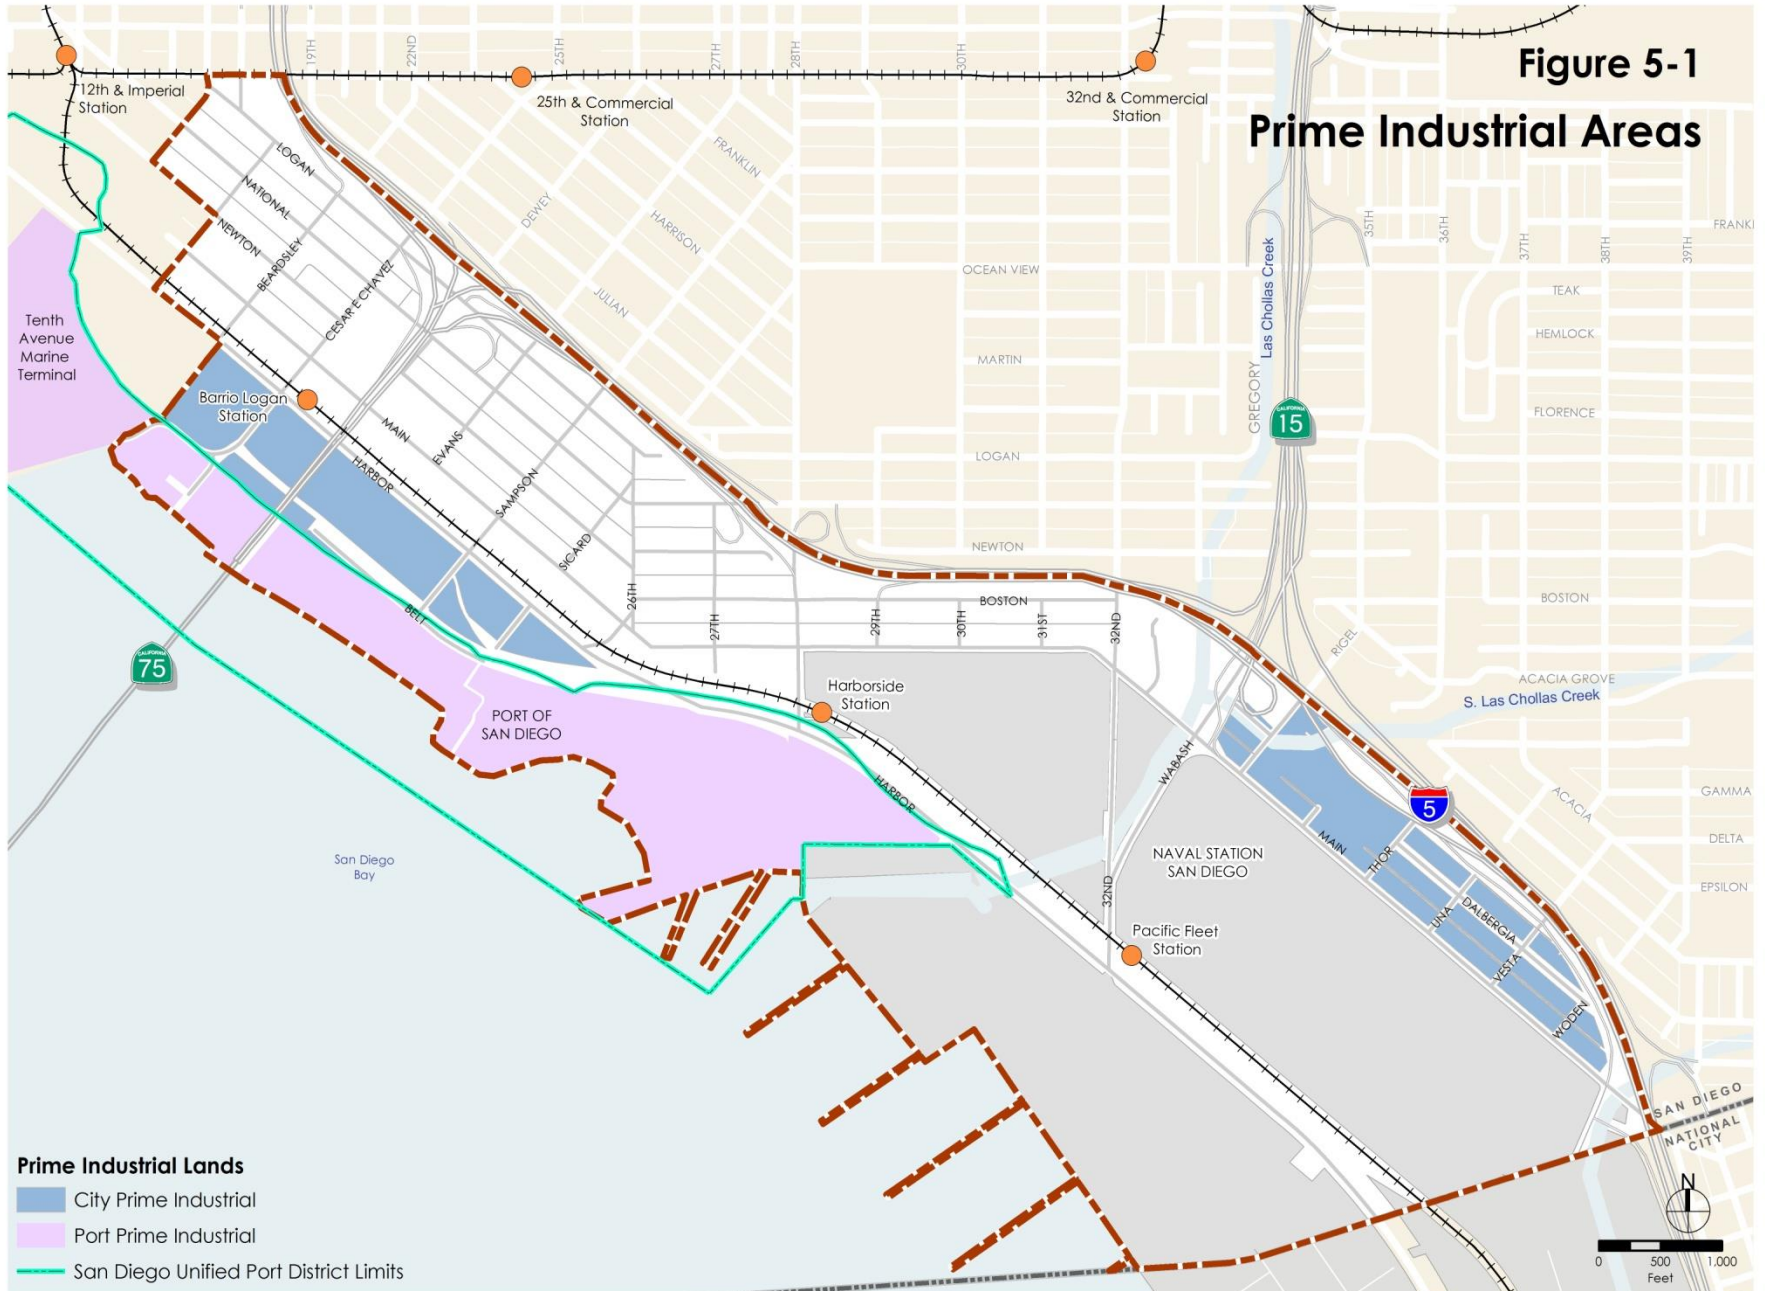 Figure 5-1
Prime Industrial Areas
19TH
22ND
25TH
27TH
28TH
30TH
12th & Imperial
Station
25th & Commercial
Station
32nd & Commercial
Station
FRANKLIN
DEWEY
HARRISON
JULIAN
LOGAN
NATIONAL
NEWTON
BEARDSLEY
CESAR E CHAVEZ
35TH
36TH
37TH
38TH
39TH
FRANKI
OCEAN VIEW
Las Chollas Creek
TEAK
HEMLOCK
MARTIN
GREGORY
FLORENCE
CALIFORNIA
15
LOGAN
NEWTON
BOSTON
Tenth
Avenue
Marine
Terminal
Barrio Logan
Station
MAIN
EVANS
HARBOR
SAMPSON
SICARD
26TH
27TH
29TH
30TH
31ST
32ND
BOSTON
BELT
CALIFORNIA
75
RIGEL
ACACIA GROVE
S. Las Chollas Creek
Harborside
Station
PORT OF
SAN DIEGO
HARBOR
WABASH
ACACIA
GAMMA
DELTA
EPSILON
5
San Diego
Bay
NAVAL STATION
SAN DIEGO
32ND
MAIN
THOR
UNA
DALBERGIA
VESTA
WODEN
Pacific Fleet
Station
SAN DIEGO
NATIONAL
CITY
Prime Industrial Lands
City Prime Industrial
Port Prime Industrial
San Diego Unified Port District Limits
N
0 500 1,000
Feet